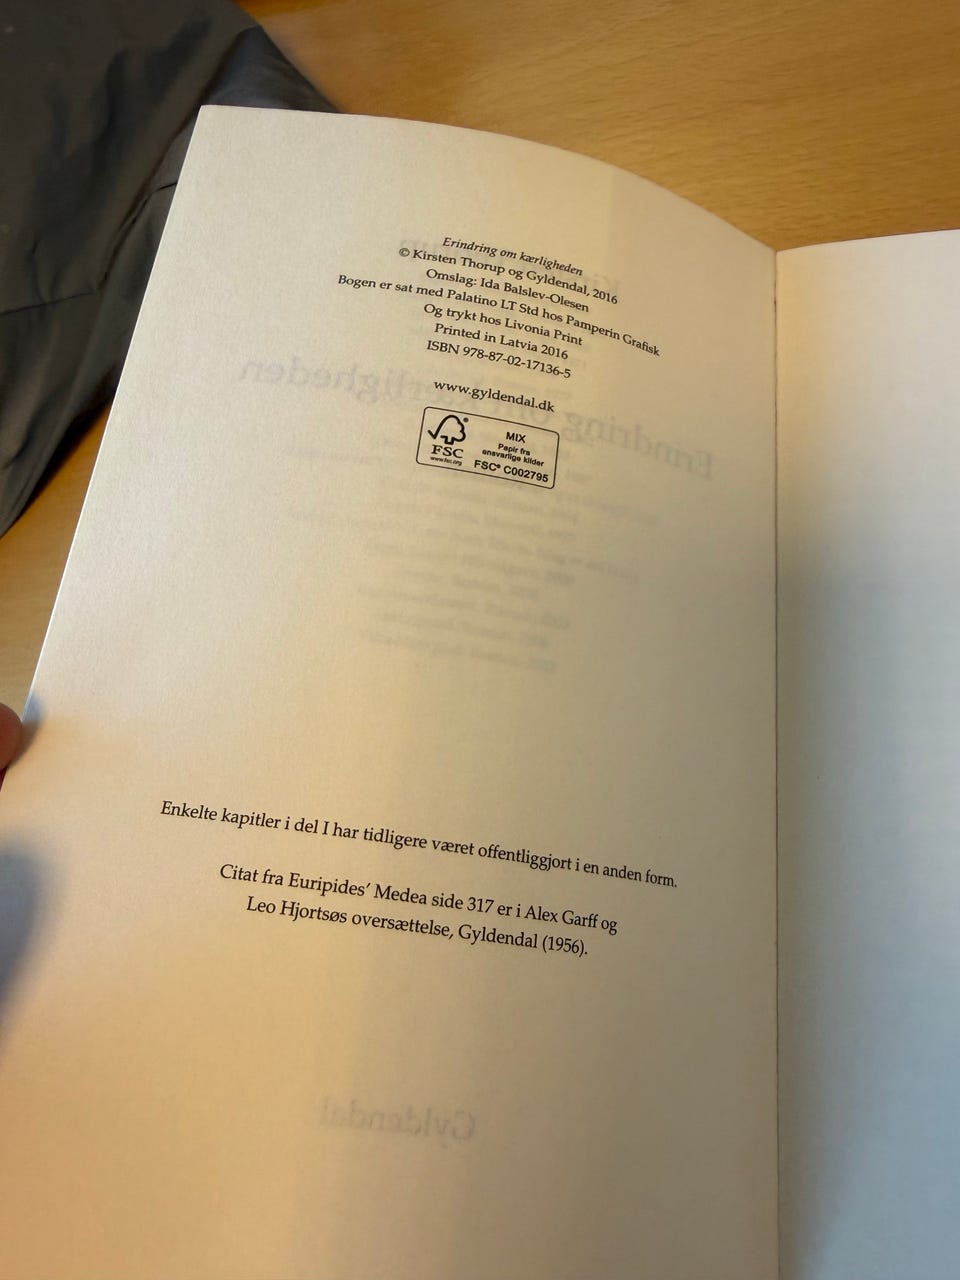 Erindring om kærligheden
© Kirsten Thorup og Gyldendal, 2016
Omslag: Ida Balslev-Olesen
Bogen er sat med Palatino LT Std hos Pamperin Grafisk
Og trykt hos Livonia Print
Printed in Latvia 2016
ISBN 978-87-02-17136-5
www.gyldendal.dk
FSC®
www.fsc.org
MIX
Papir fra
ansvarlige kilder
FSC® C002795
Enkelte kapitler i del I har tidligere været offentliggjort i en anden form.
Citat fra Euripides’ Medea side 317 er i Alex Garff og
Leo Hjortsøs oversættelse, Gyldendal (1956).
Erindring om kærligheden
Gyldendal